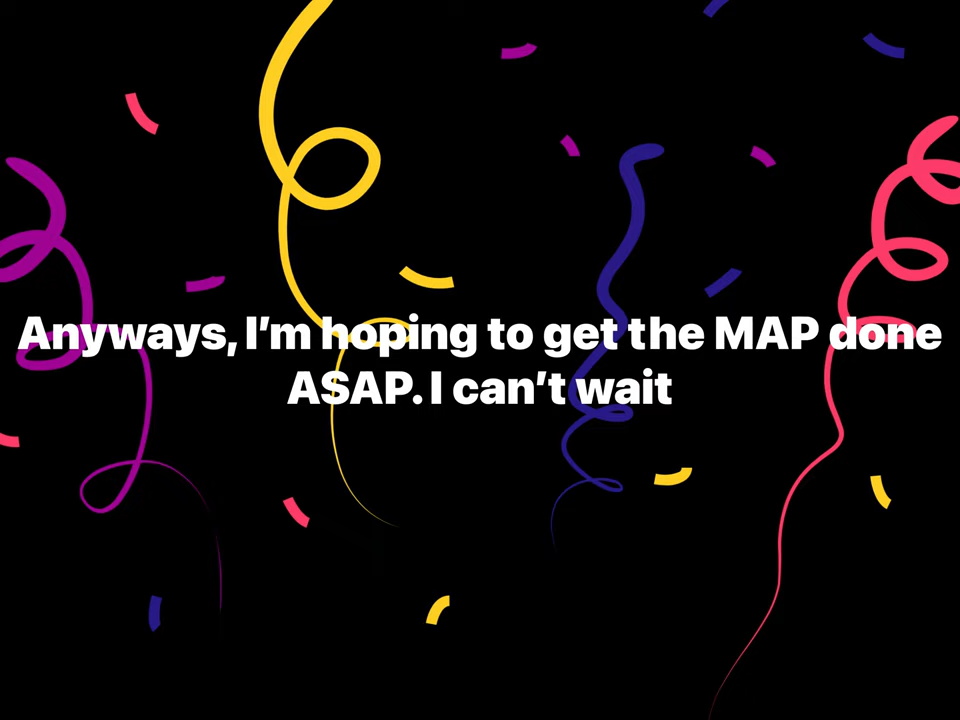 Anyways, I’m hoping to get the MAP done
ASAP. I can’t wait